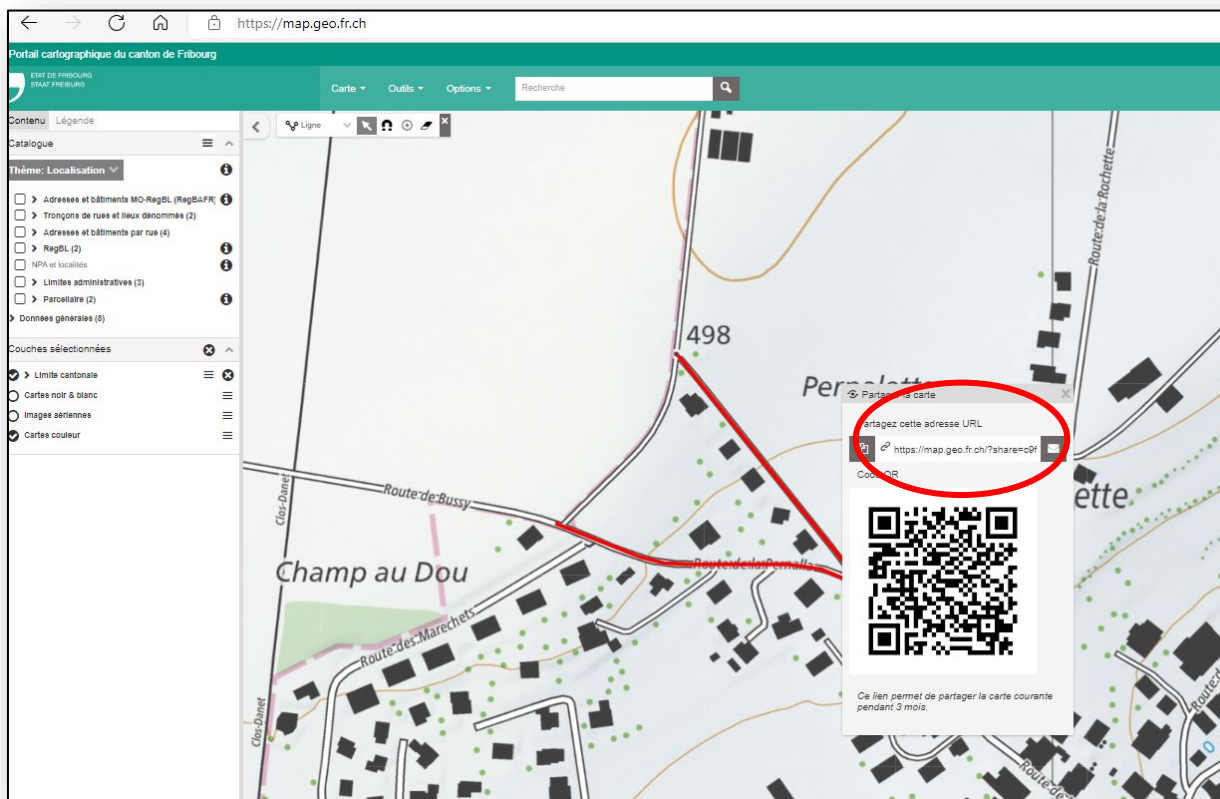 https://map.geo.fr.ch
Portail cartographique du canton de Fribourg
ETAT DE FRIBOURG
STAAT FREIBURG
Carte
Outils
Options
Recherche
Contenu
Légende
Catalogue
Thème: Localisation
Adresses et bâtiments MO-RegBL (RegBAFR)
Tronçons de rues et lieux dénommés (2)
Adresses et bâtiments par rue (4)
RegBL (2)
NPA et localités
Limites administratives (3)
Parcellaire (2)
Données générales (8)
Couches sélectionnées
Limite cantonale
Cartes noir & blanc
Images aériennes
Cartes couleur
Ligne
Route de la Rochette
498
Partagez cette adresse URL
https://map.geo.fr.ch/?share=c9f
Code QR
ette
Clos-Danet
Route de Bussy
Champ au Dou
Route des Marechets
Clos-Danet
Ce lien permet de partager la carte courante
pendant 3 mois.